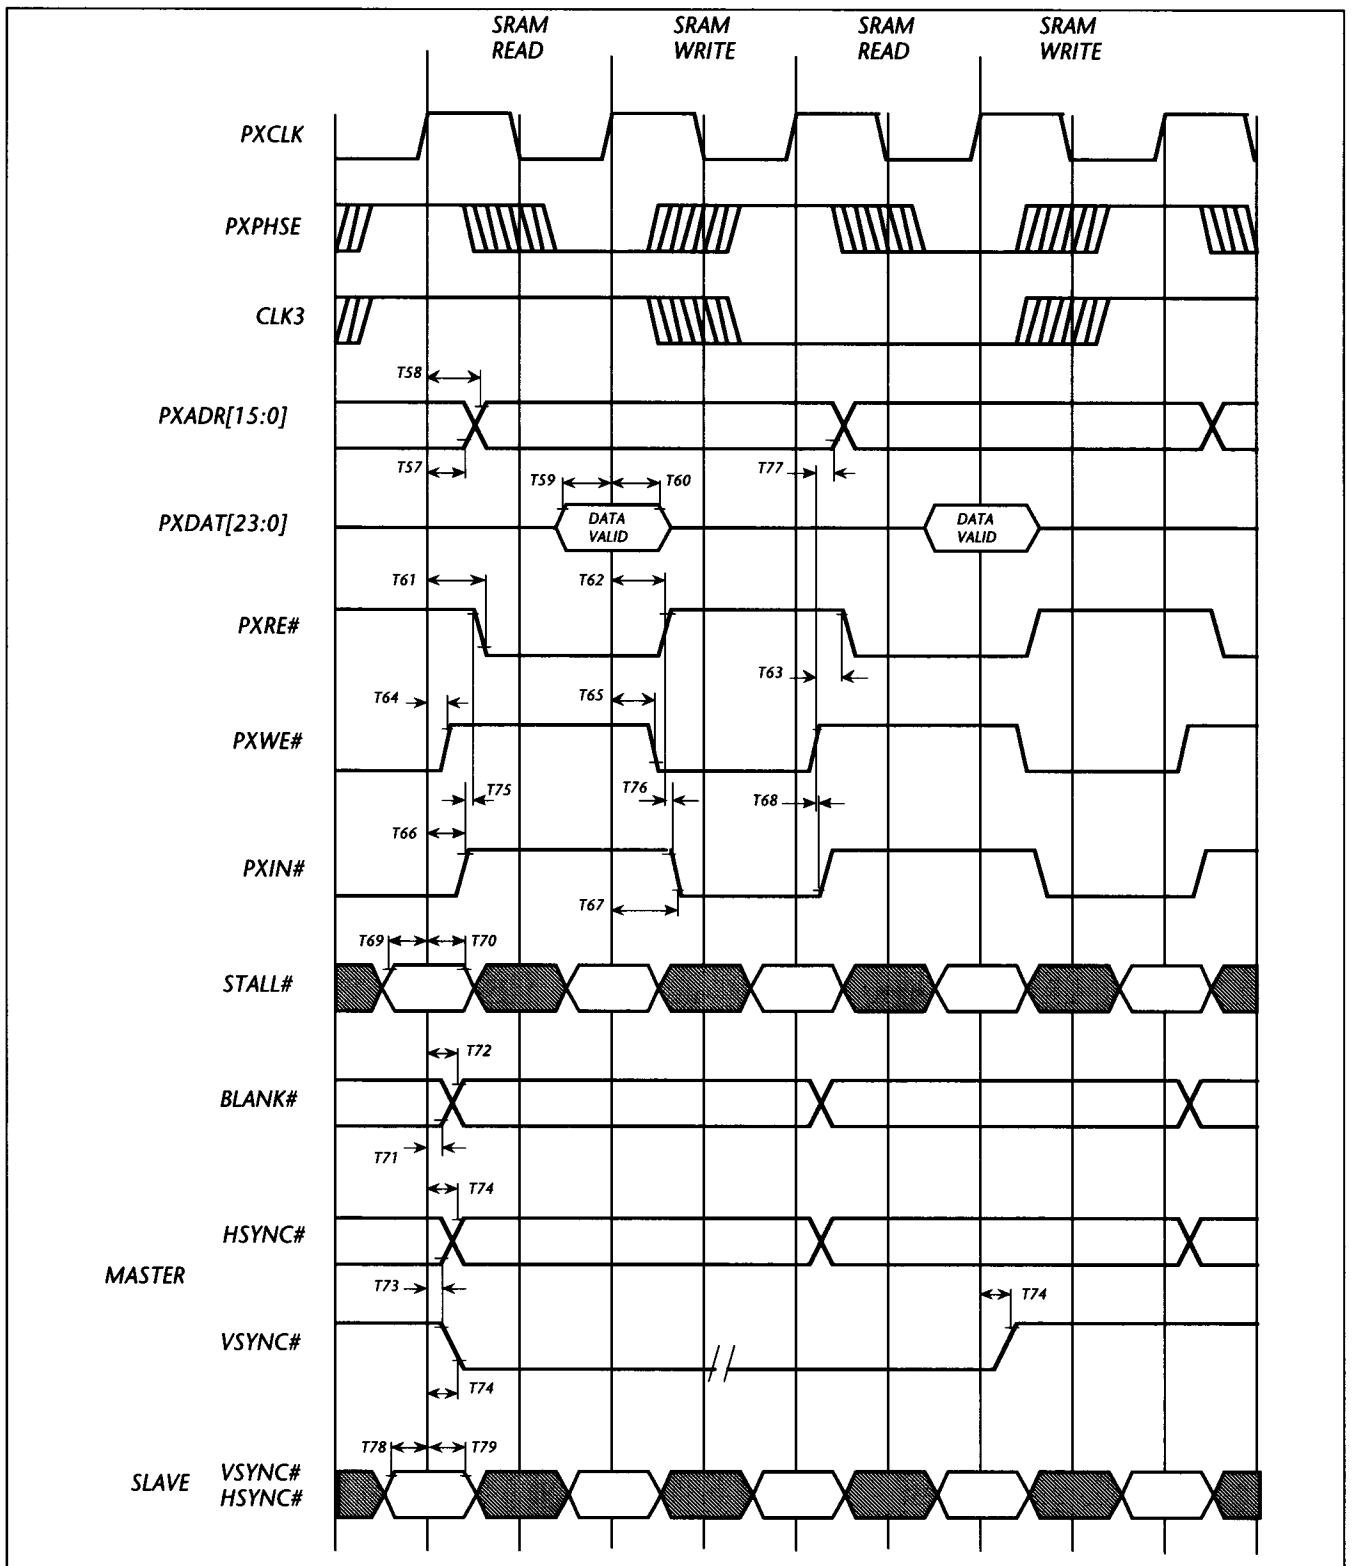 SRAM READ
SRAM WRITE
SRAM READ
SRAM WRITE
PXCLK
PXPHSE
CLK3
T58
PXADR[15:0]
T57
T77
T59
T60
PXDAT[23:0]
DATA VALID
DATA VALID
T61
T62
PXRE#
T63
T64
T65
PXWE#
T75
T76
T68
T66
PXIN#
T67
T69
T70
STALL#
T72
BLANK#
T71
T74
HSYNC#
MASTER
T73
T74
VSYNC#
T74
T78
T79
SLAVE
VSYNC#
HSYNC#